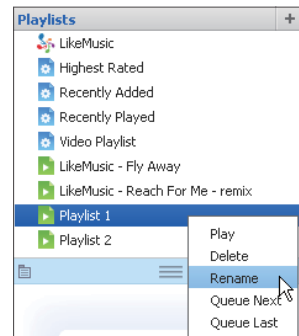 Playlists +
LikeMusic
Highest Rated
Recently Added
Recently Played
Video Playlist
LikeMusic - Fly Away
LikeMusic - Reach For Me - remix
Playlist 1
Playlist 2
Play
Delete
Rename
Queue Next
Queue Last